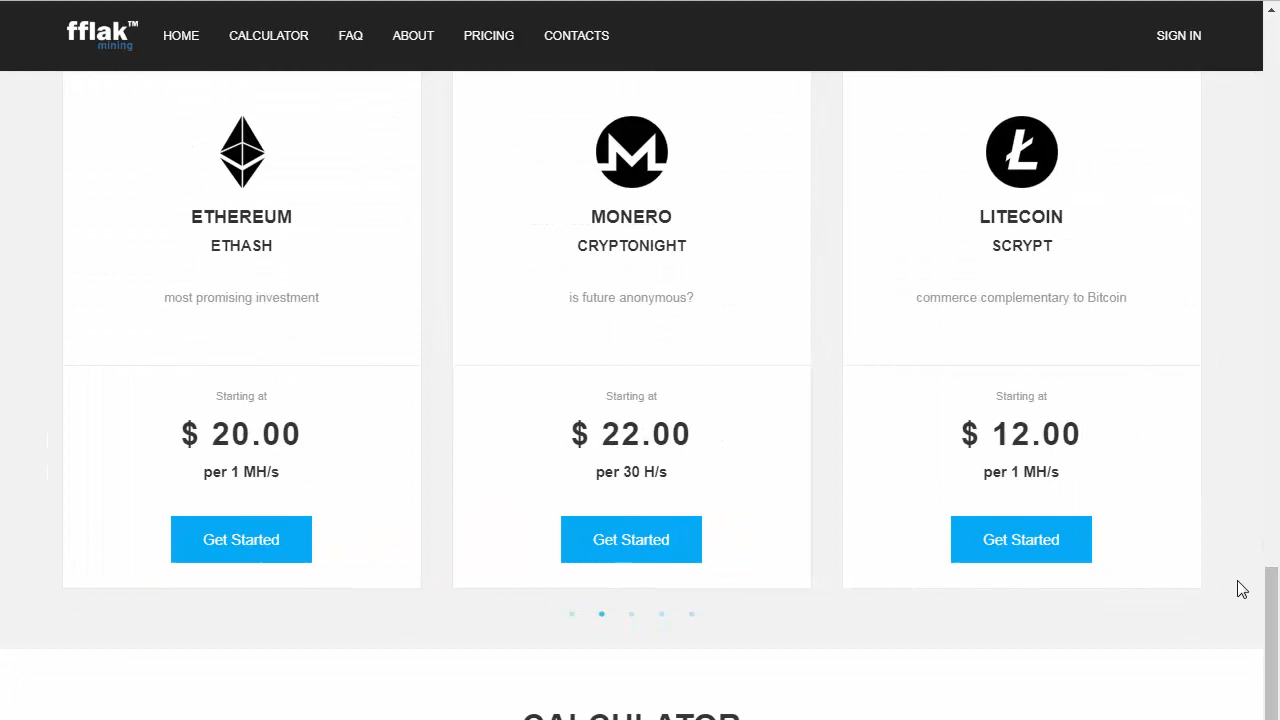 fflak™
mining
HOME
CALCULATOR
FAQ
ABOUT
PRICING
CONTACTS
SIGN IN
ETHEREUM
ETHASH
most promising investment
Starting at
$ 20.00
per 1 MH/s
Get Started
MONERO
CRYPTONIGHT
is future anonymous?
Starting at
$ 22.00
per 30 H/s
Get Started
LITECOIN
SCRYPT
commerce complementary to Bitcoin
Starting at
$ 12.00
per 1 MH/s
Get Started
CALCULATOR